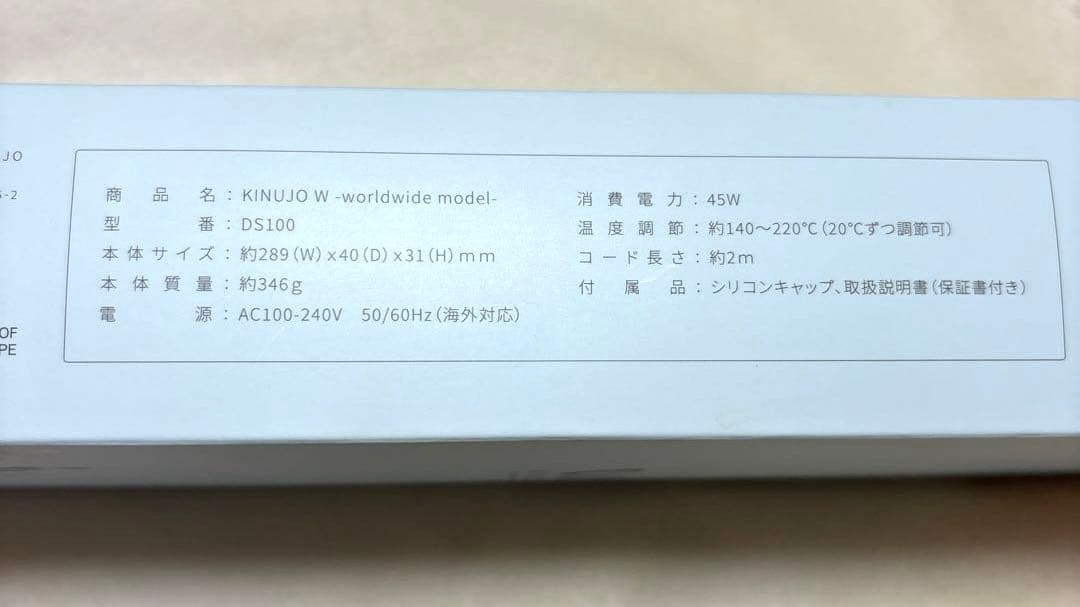 JO
-2
OF
PE
商品名：KINUJO W -worldwide model-
型番：DS100
本体サイズ：約289（W）x40（D）x31（H）mm
本体質量：約346g
電源：AC100-240V 50/60Hz（海外対応）
消費電力：45W
温度調節：約140～220℃（20℃ずつ調節可）
コード長さ：約2m
付属品：シリコンキャップ、取扱説明書（保証書付き）